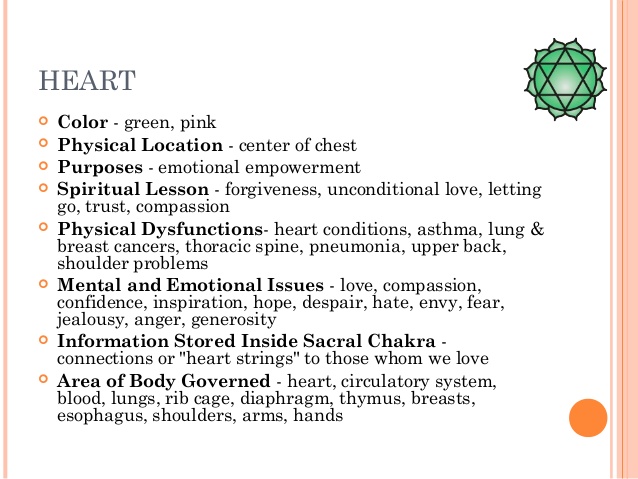 HEART
Color - green, pink
Physical Location - center of chest
Purposes - emotional empowerment
Spiritual Lesson - forgiveness, unconditional love, letting
go, trust, compassion
Physical Dysfunctions- heart conditions, asthma, lung &
breast cancers, thoracic spine, pneumonia, upper back,
shoulder problems
Mental and Emotional Issues - love, compassion,
confidence, inspiration, hope, despair, hate, envy, fear,
jealousy, anger, generosity
Information Stored Inside Sacral Chakra -
connections or "heart strings" to those whom we love
Area of Body Governed - heart, circulatory system,
blood, lungs, rib cage, diaphragm, thymus, breasts,
esophagus, shoulders, arms, hands